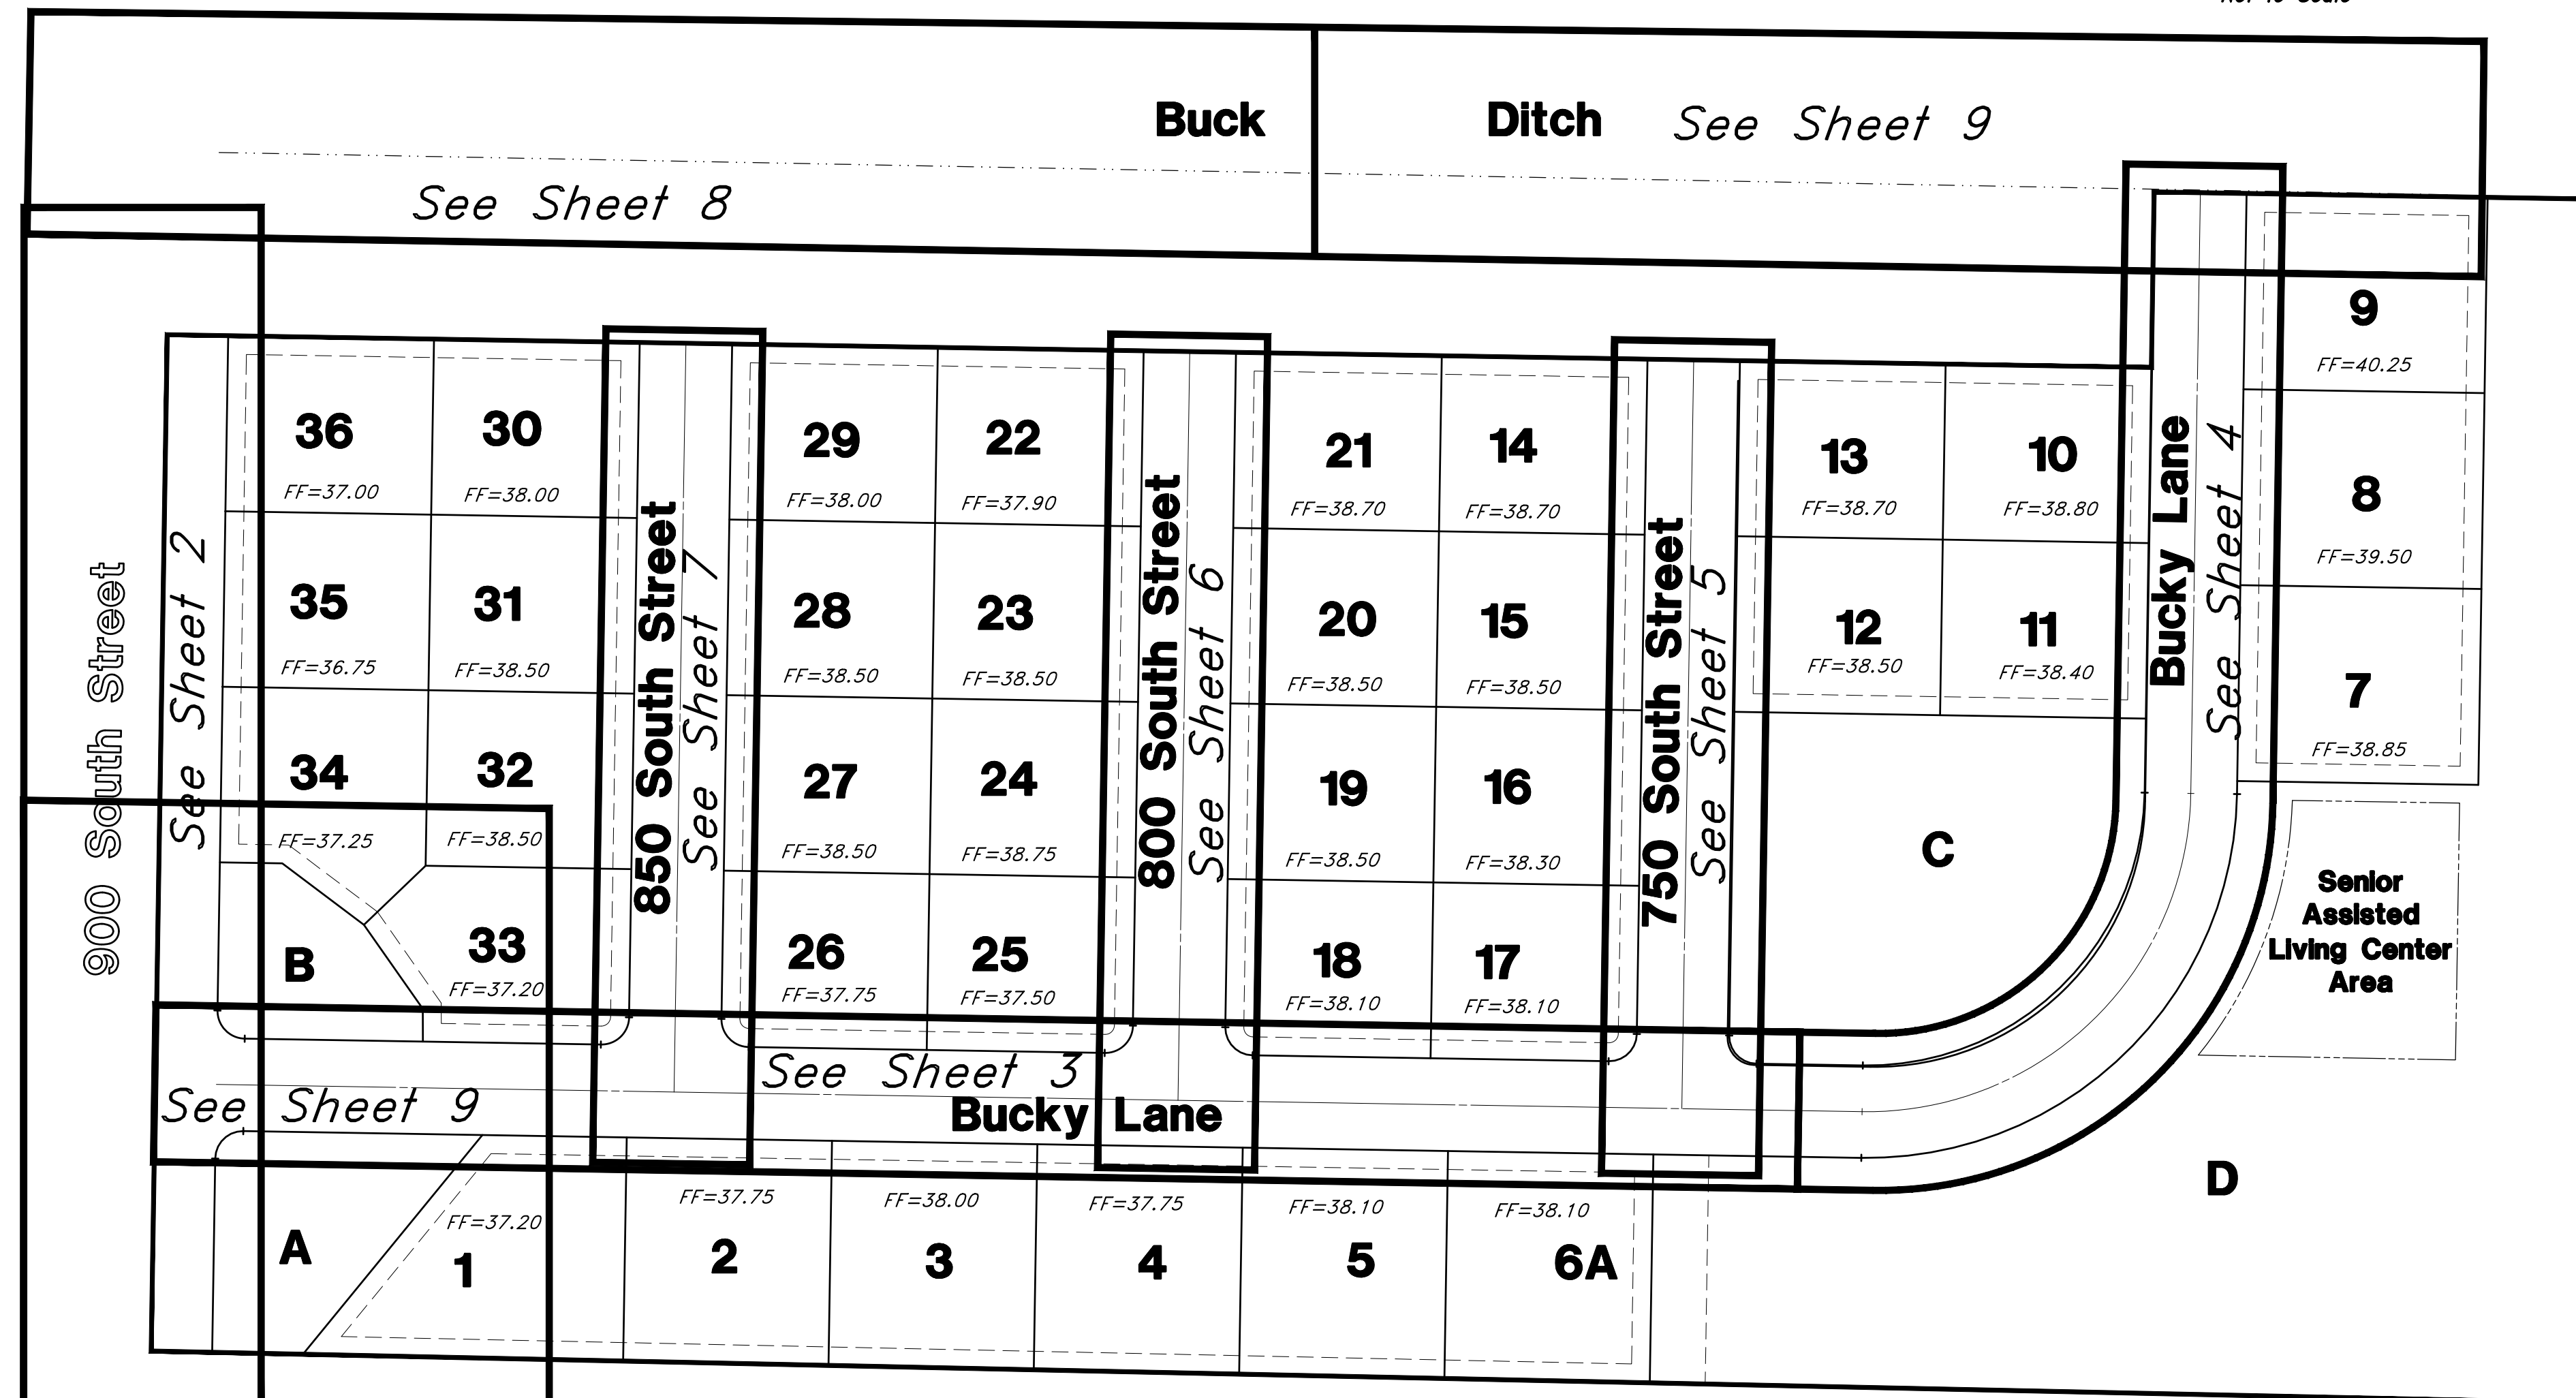 Buck Ditch See Sheet 9
See Sheet 8
900 South Street
See Sheet 2
36
FF=37.00
30
FF=38.00
850 South Street
See Sheet 7
29
FF=38.00
22
FF=37.90
800 South Street
See Sheet 6
21
FF=38.70
14
FF=38.70
750 South Street
See Sheet 5
13
FF=38.70
10
FF=38.80
Bucky Lane
See Sheet 4
9
FF=40.25
35
FF=36.75
31
FF=38.50
28
FF=38.50
23
FF=38.50
20
FF=38.50
15
FF=38.50
12
FF=38.50
11
FF=38.40
8
FF=39.50
34
FF=37.25
32
FF=38.50
27
FF=38.50
24
FF=38.75
19
FF=38.50
16
FF=38.30
C
7
FF=38.85
B
33
FF=37.20
26
FF=37.75
25
FF=37.50
18
FF=38.10
17
FF=38.10
Senior
Assisted
Living Center
Area
See Sheet 3
See Sheet 9
Bucky Lane
D
A
FF=37.20
1
FF=37.75
2
FF=38.00
3
FF=37.75
4
FF=38.10
5
FF=38.10
6A